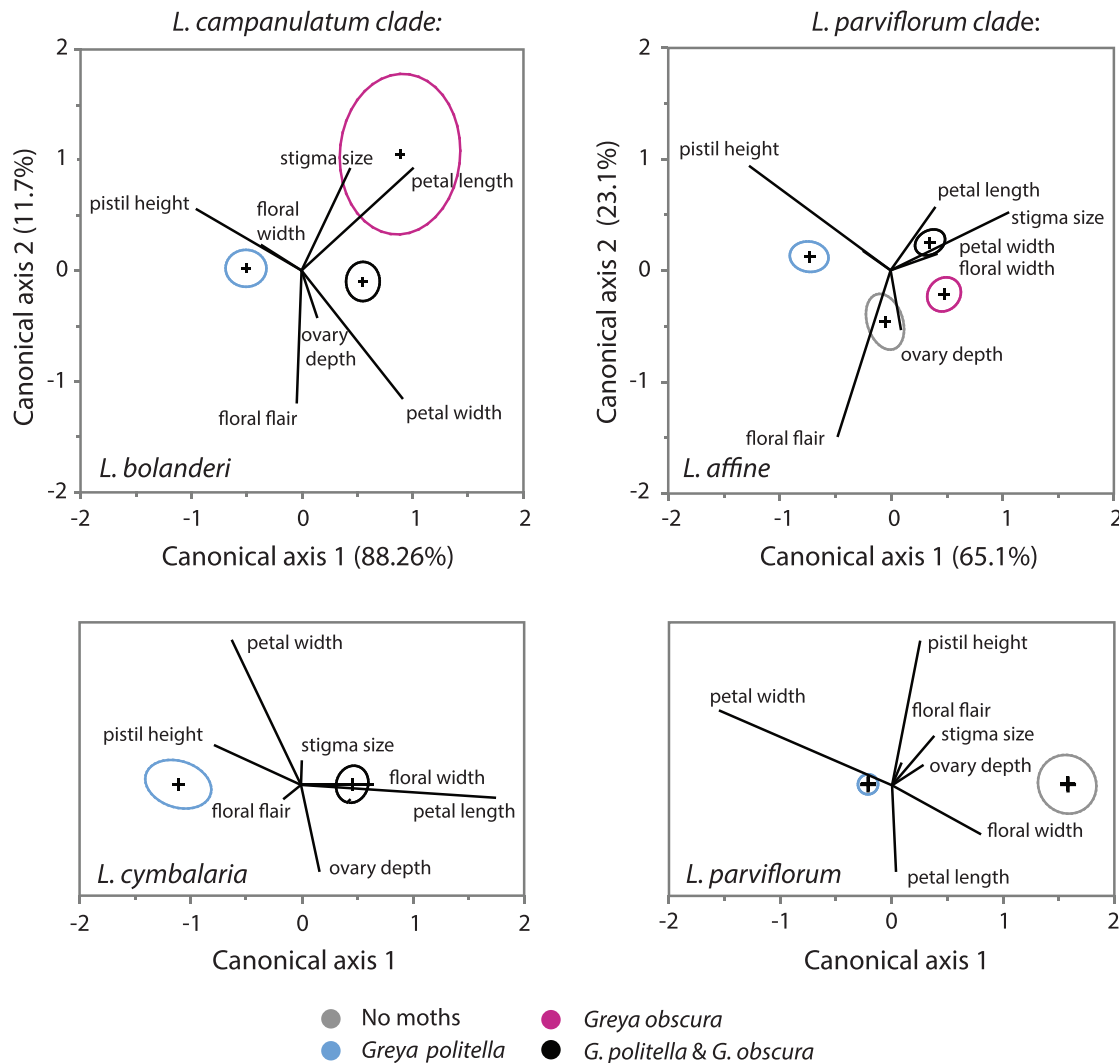 L. campanulatum clade:
2
1
0
-1
-2
Canonical axis 2 (11.7%)
stigma size
petal length
pistil height
floral
width
ovary
depth
petal width
floral flair
L. bolanderi
-2 -1 0 1 2
Canonical axis 1 (88.26%)
L. parviflorum clade:
2
1
0
-1
-2
Canonical axis 2 (23.1%)
pistil height
petal length
stigma size
petal width
floral width
ovary depth
floral flair
L. affine
-2 -1 0 1 2
Canonical axis 1 (65.1%)
petal width
pistil height
stigma size
floral width
floral flair
petal length
ovary depth
L. cymbalaria
-2 -1 0 1 2
Canonical axis 1
pistil height
petal width
floral flair
stigma size
ovary depth
floral width
petal length
L. parviflorum
-2 -1 0 1 2
Canonical axis 1
No moths
Greya obscura
Greya politella
G. politella & G. obscura